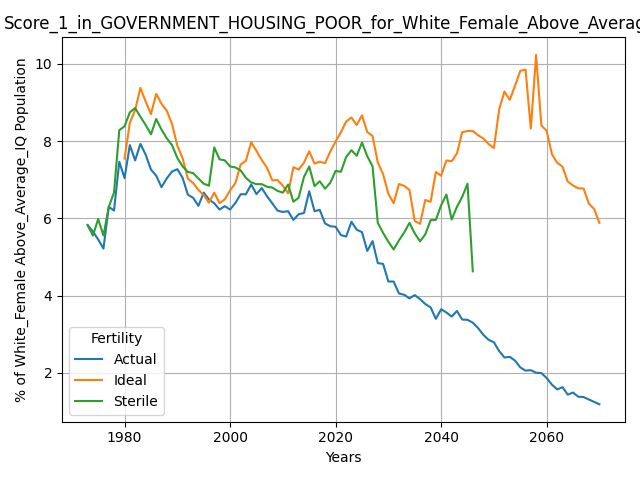 Score_1_in_GOVERNMENT_HOUSING_POOR_for_White_Female_Above_Averag
% of White_Female Above_Average_IQ Population
10
8
6
4
2
Fertility
Actual
Ideal
Sterile
1980 2000 2020 2040 2060
Years